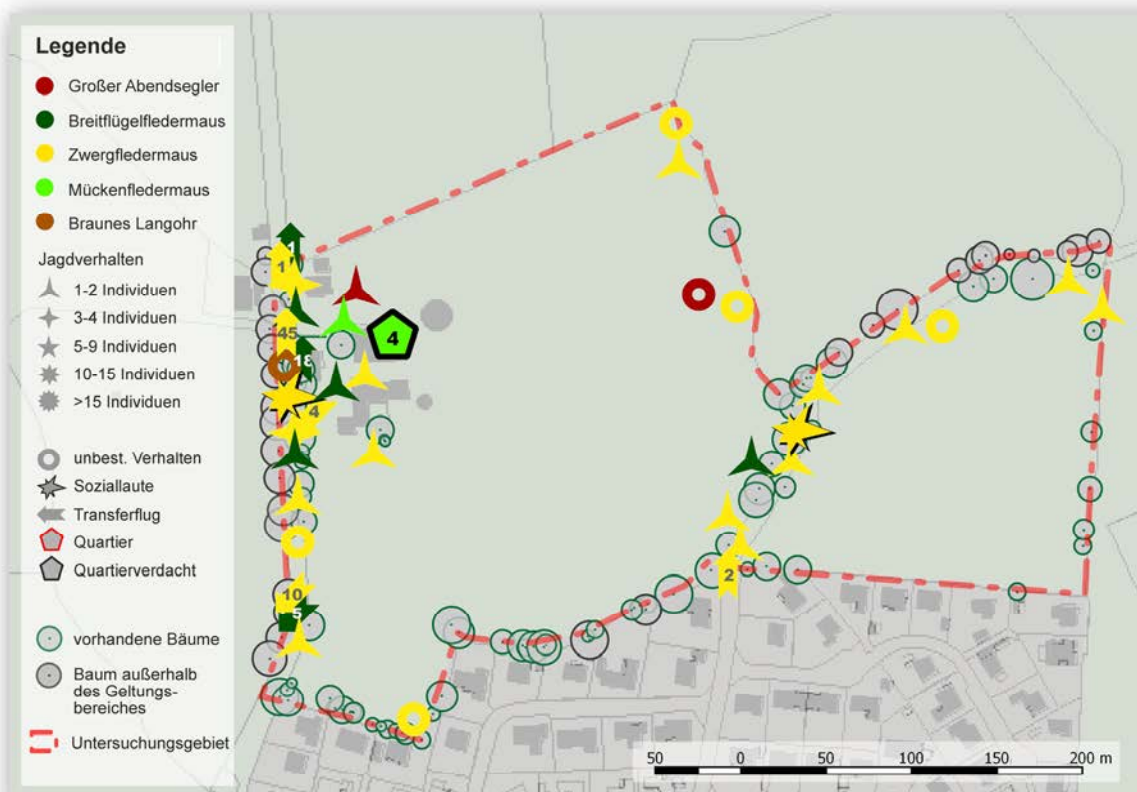 Legende
Großer Abendsegler
Breitflügelfledermaus
Zwergfledermaus
Mückenfledermaus
Braunes Langohr
Jagdverhalten
1-2 Individuen
3-4 Individuen
5-9 Individuen
10-15 Individuen
>15 Individuen
unbest. Verhalten
Soziallaute
Transferflug
Quartier
Quartierverdacht
vorhandene Bäume
Baum außerhalb
des Geltungs-
bereiches
Untersuchungsgebiet
1
1
45
4
18
4
10
5
2
50 0 50 100 150 200 m